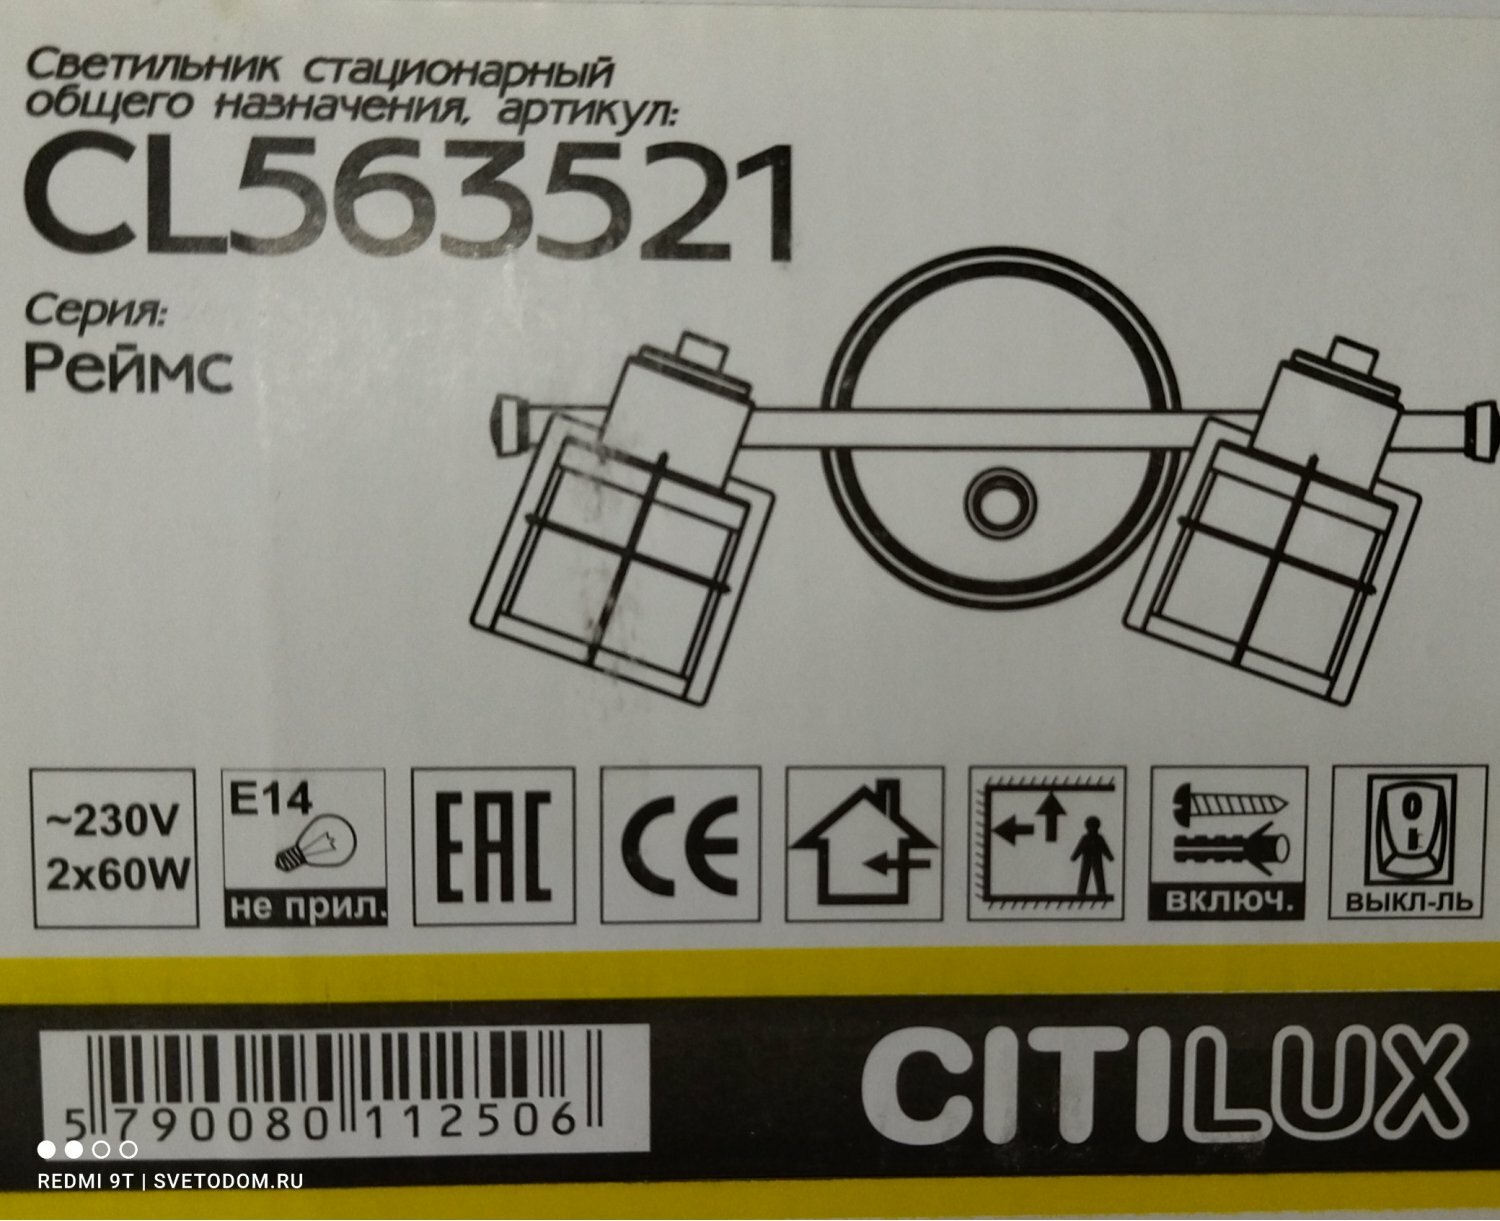 Светильник стационарный
общего назначения, артикул:
CL563521
Серия:
Реймс
~230V
2x60W
E14
не прил.
EAC
CE
включ.
0
I
ВЫКЛ-ЛЬ
5 790080 112506
CITILUX
REDMI 9T | SVETODOM.RU